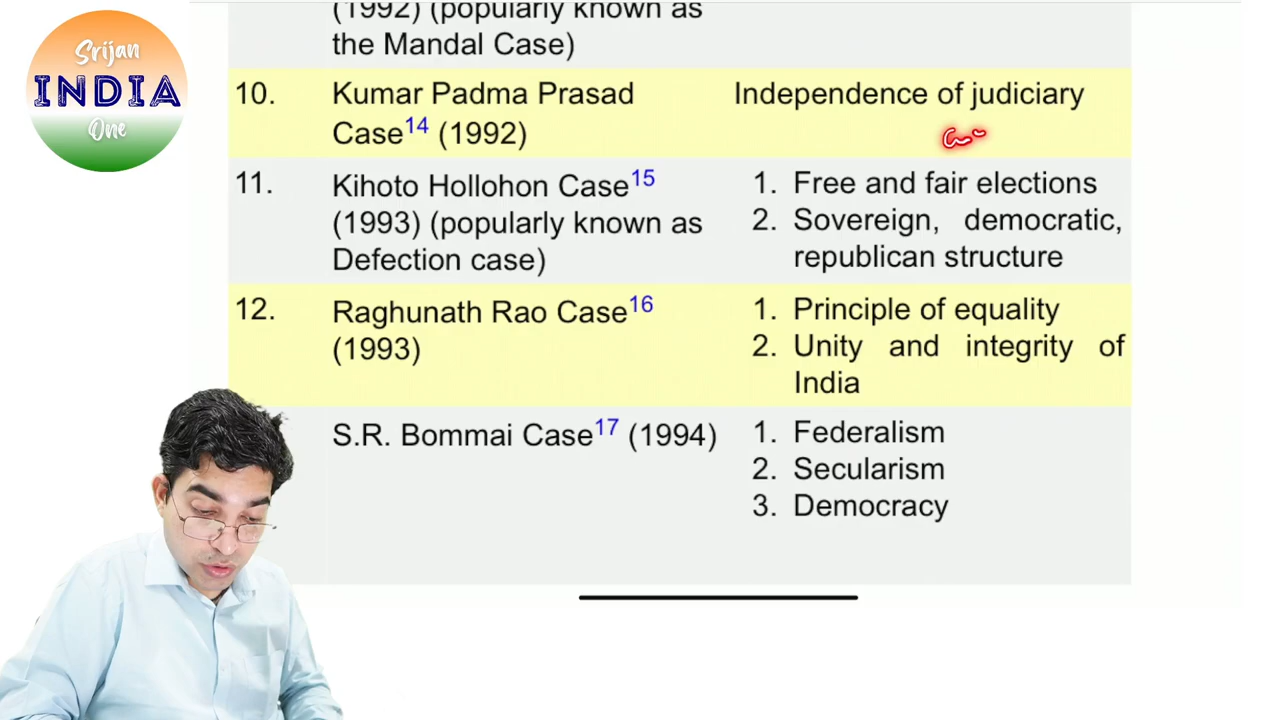 Srijan
INDIA
One
(1992) (popularly known as
the Mandal Case)
10. Kumar Padma Prasad Independence of judiciary
Case14 (1992)
11. Kihoto Hollohon Case15 1. Free and fair elections
(1993) (popularly known as 2. Sovereign, democratic,
Defection case) republican structure
12. Raghunath Rao Case16 1. Principle of equality
(1993) 2. Unity and integrity of
India
S.R. Bommai Case17 (1994) 1. Federalism
2. Secularism
3. Democracy